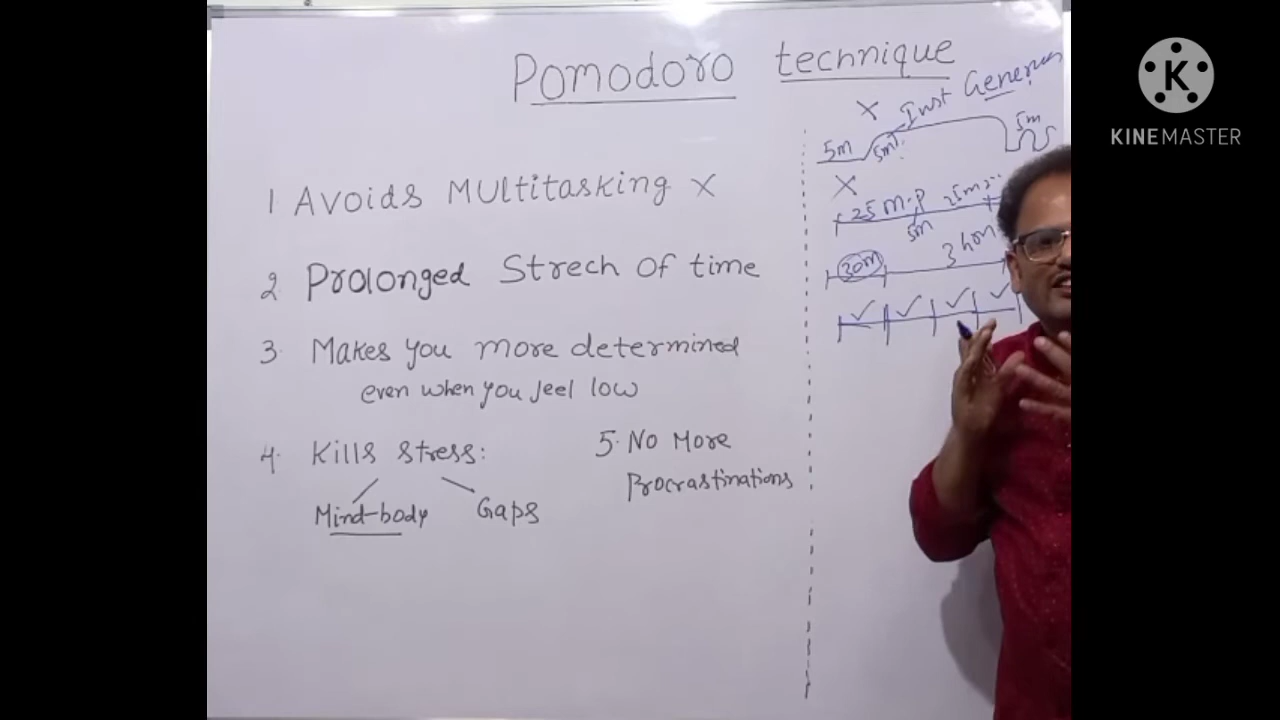 Pomodoro technique
1 Avoids Multitasking x
2 Prolonged Strech Of time
3. Makes you more determined
even when you feel low
4. Kills stress:
Mind-body Gaps
5. No More
Procrastinations
x Just
5m 5m 5m
x
25 m 25m
5m
30m 3 hon
K
KINEMASTER